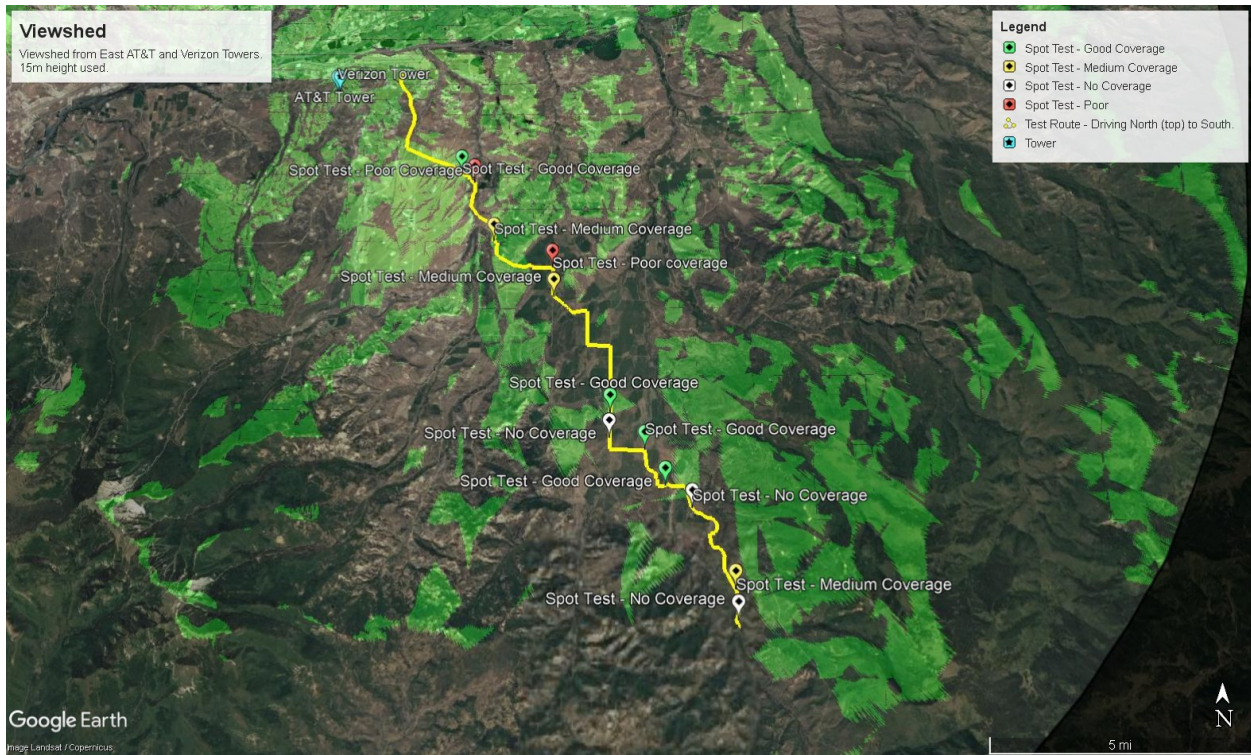 Viewshed
Viewshed from East AT&T and Verizon Towers.
15m height used.
Legend
Spot Test - Good Coverage
Spot Test - Medium Coverage
Spot Test - No Coverage
Spot Test - Poor
Test Route - Driving North (top) to South.
Tower
Verizon Tower
AT&T Tower
Spot Test - Poor Coverage
Spot Test - Good Coverage
Spot Test - Medium Coverage
Spot Test - Poor coverage
Spot Test - Medium Coverage
Spot Test - Good Coverage
Spot Test - No Coverage
Spot Test - Good Coverage
Spot Test - Good Coverage
Spot Test - No Coverage
Spot Test - Medium Coverage
Spot Test - No Coverage
Google Earth
Image Landsat / Copernicus
N
5 mi